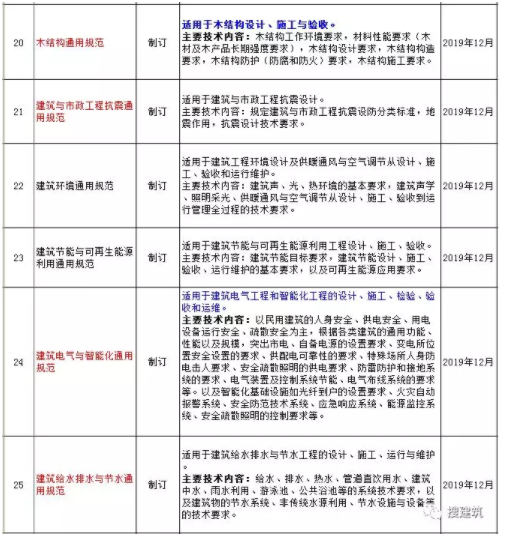 20
木结构通用规范
制订
适用于木结构设计、施工与验收。
主要技术内容：木结构工作环境要求，材料性能要求（木
材及木产品长期强度要求），木结构设计要求，木结构构造
要求，木结构防护（防腐和防火）要求，木结构施工要求。
2019年12月
21
建筑与市政工程抗震通
用规范
制订
适用于建筑与市政工程抗震设计。
主要技术内容：规定建筑与市政工程抗震设防分类标准，地
震作用，抗震设计技术要求。
2019年12月
22
建筑环境通用规范
制订
适用于建筑工程环境设计及供暖通风与空气调节从设计、施
工、验收和运行维护。
主要技术内容：建筑声、光、热环境的基本要求，建筑声学
、照明采光、供暖通风与空气调节从设计、施工、验收到运
行管理全过程的技术要求。
2019年12月
23
建筑节能与可再生能源
利用通用规范
制订
适用于建筑节能与可再生能源利用工程设计、施工、验收。
主要技术内容：建筑节能目标要求，建筑节能设计、施工、
验收、运行维护的基本要求，以及可再生能源应用要求。
2019年12月
24
建筑电气与智能化通用
规范
制订
适用于建筑电气工程和智能化工程的设计、施工、检验、验
收和运维。
主要技术内容：以民用建筑的人身安全、供电安全、用电
设备运行安全、疏散安全为主，根据各类建筑的通用功能、
性能以及规模，突出市电、自备电源的设置要求、变电所位
置安全设置的要求、供配电可靠性的要求、特殊场所人身防
电击人要求、安全疏散照明的供电要求、防雷防护和接地系
统的要求、电气装置及控制系统节能、电气布线系统的要求
等。以及智能化基础设施如光纤到户的设置要求、火灾自动
报警系统、安全防范技术系统、应急响应系统、能源监控系
统、安全疏散照明的控制要求等。
2019年12月
25
建筑给水排水与节水通
用规范
制订
适用于建筑给水排水与节水工程的设计、施工、运行与维护
。
主要技术内容：给水、排水、热水、管道直饮用水、建筑
中水、雨水利用、游泳池、公共浴池等的系统技术要求，以
及建筑物的节水系统、非传统水源利用、节水设施与设备等
的技术要求。
2019年12月
搜建筑